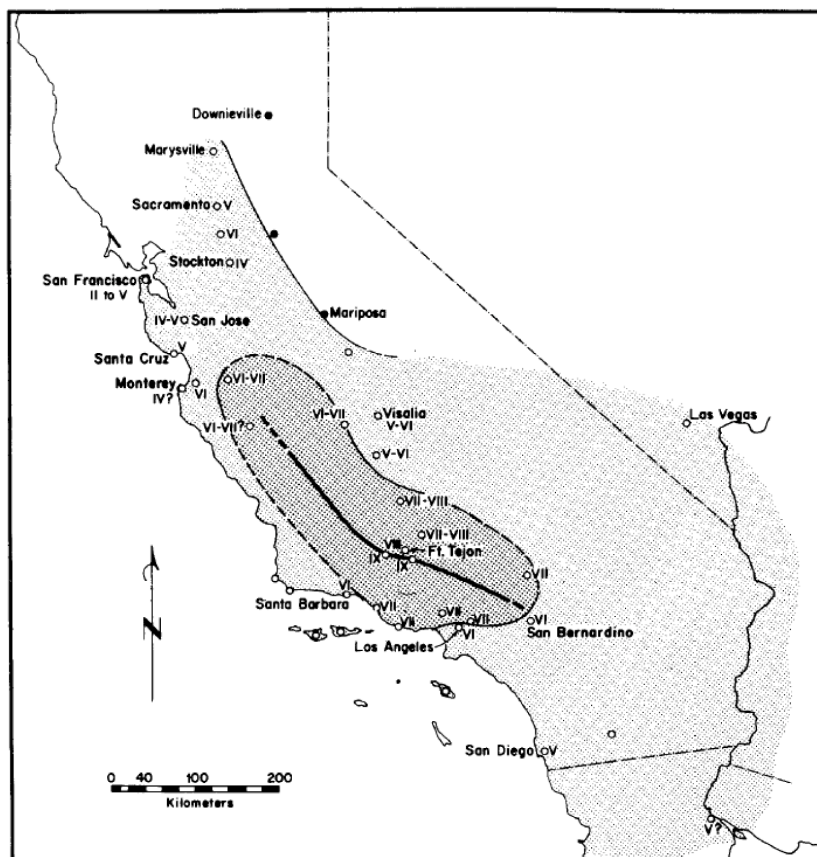 Downieville
Marysville
Sacramento V
VI
Stockton IV
San Francisco
II to V
Mariposa
IV-V San Jose
V
Santa Cruz
Monterey
IV?
VI
VI-VII
VI-VII
Visalia
V-VI
Las Vegas
VI-VII?
V-VI
VII-VIII
VII-VIII
VIII
Ft. Tejon
IX
IX
VII
VI
Santa Barbara
VII
VII
VII
VII
VI
San Bernardino
Los Angeles
VI
N
San Diego V
0 40 100 200
Kilometers
V?